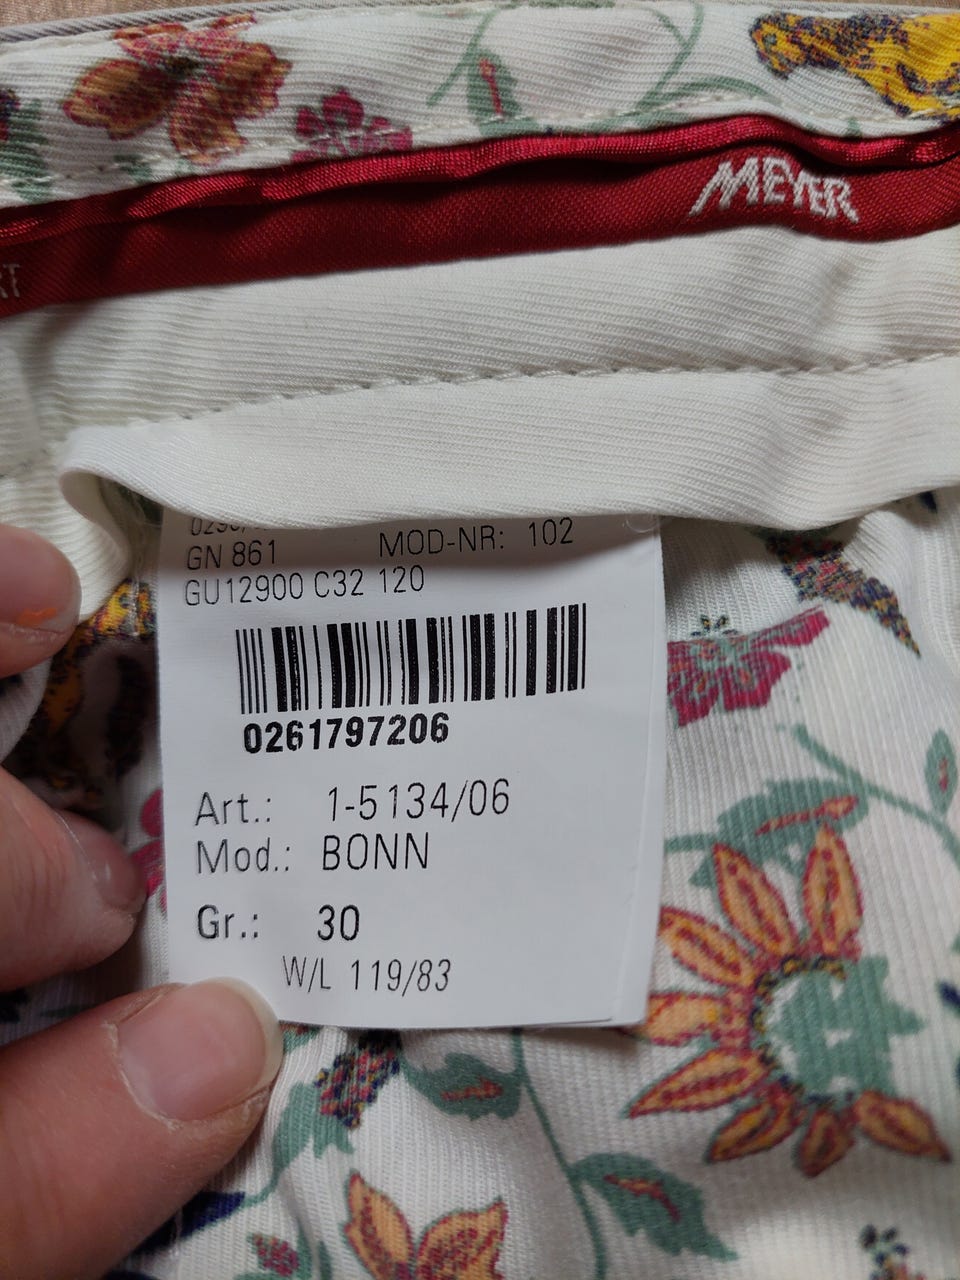 MEYER
RT
GN 861 MOD-NR: 102
GU12900 C32 120
0261797206
Art.: 1-5134/06
Mod.: BONN
Gr.: 30
W/L 119/83